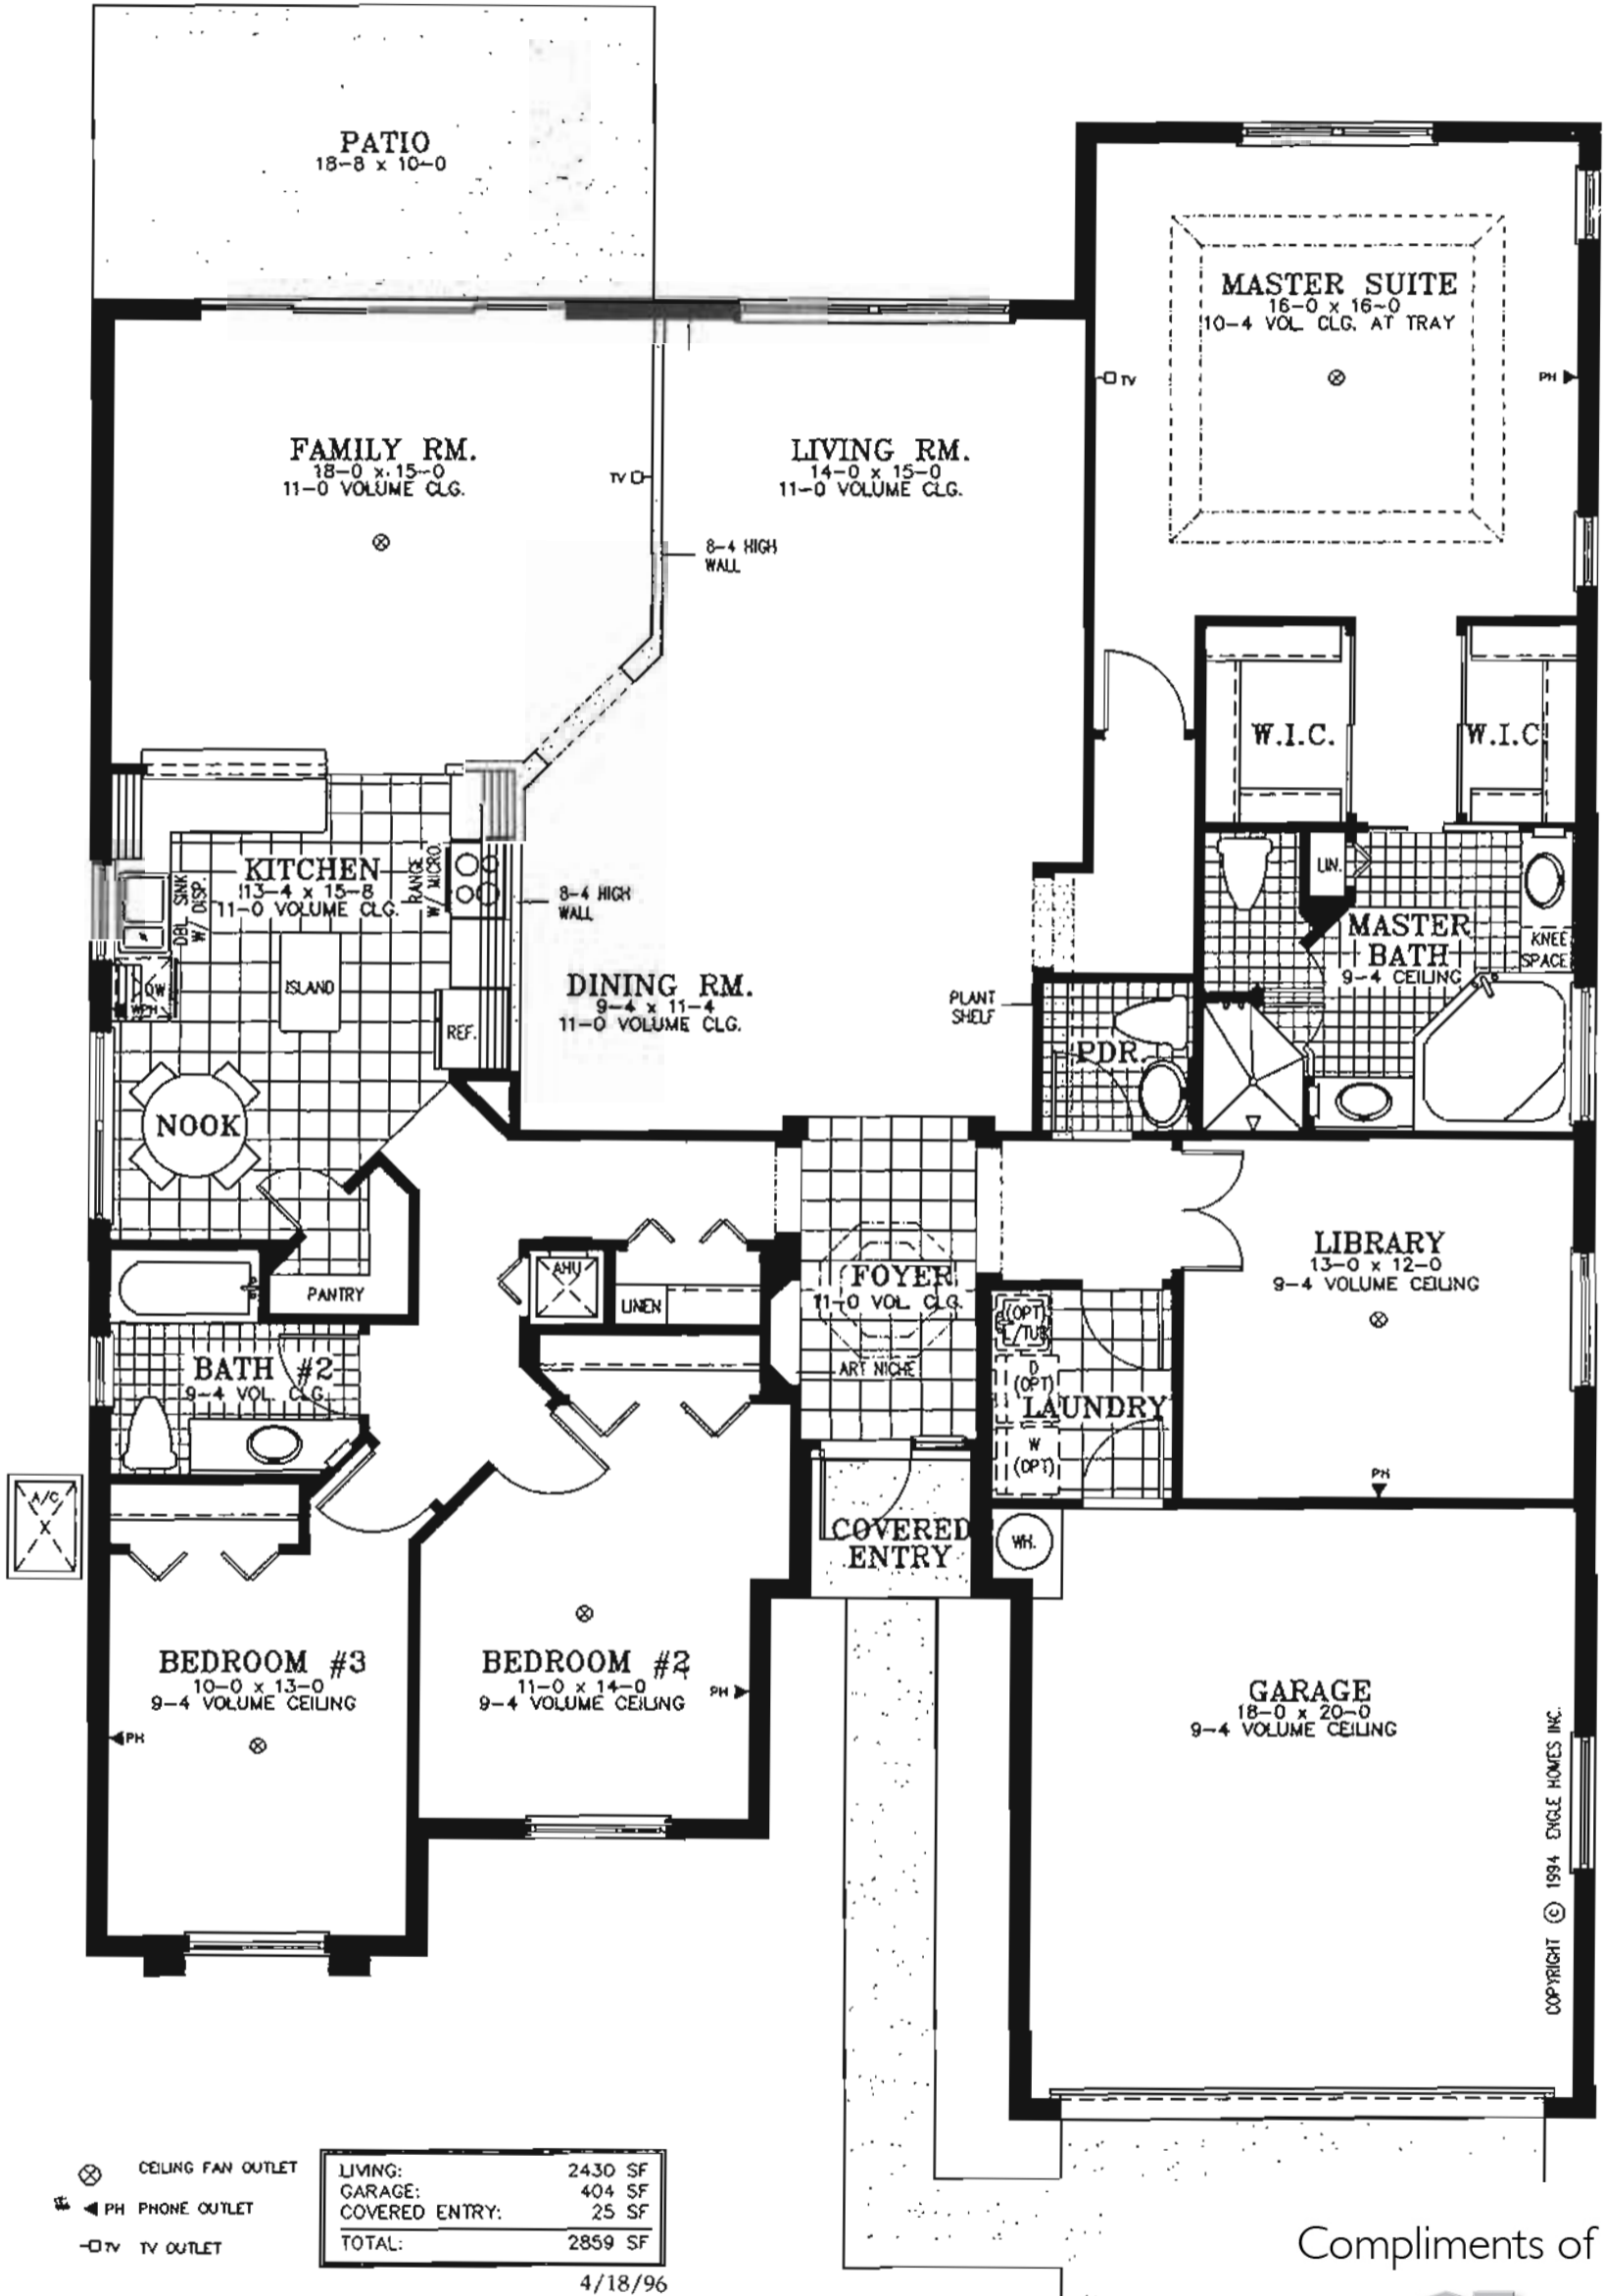 PATIO
18-8 x 10-0
MASTER SUITE
16-0 x 16-0
10-4 VOL. CLG. AT TRAY
TV
PH
FAMILY RM.
18-0 x 15-0
11-0 VOLUME CLG.
TV
LIVING RM.
14-0 x 15-0
11-0 VOLUME CLG.
8-4 HIGH
WALL
W.I.C.
W.I.C
KITCHEN
13-4 x 15-8
11-0 VOLUME CLG.
RANGE
W/ MICRO.
DBL SINK
W/ DISP.
8-4 HIGH
WALL
LIN.
MASTER
BATH
9-4 CEILING
KNEE
SPACE
DW
WPH
ISLAND
REF.
DINING RM.
9-4 x 11-4
11-0 VOLUME CLG.
PLANT
SHELF
PDR.
NOOK
PANTRY
AHU
LINEN
FOYER
11-0 VOL. CLG.
ART NICHE
LIBRARY
13-0 x 12-0
9-4 VOLUME CEILING
PH
(OPT)
L/TUB
D
(OPT)
LAUNDRY
W
(OPT)
BATH #2
9-4 VOL. CLG.
A/C
COVERED
ENTRY
WH.
BEDROOM #3
10-0 x 13-0
9-4 VOLUME CEILING
PH
BEDROOM #2
11-0 x 14-0
9-4 VOLUME CEILING
PH
GARAGE
18-0 x 20-0
9-4 VOLUME CEILING
COPYRIGHT © 1994 ENGLE HOMES INC.
CEILING FAN OUTLET
PH PHONE OUTLET
TV TV OUTLET
LIVING: 2430 SF
GARAGE: 404 SF
COVERED ENTRY: 25 SF
TOTAL: 2859 SF
4/18/96
Compliments of